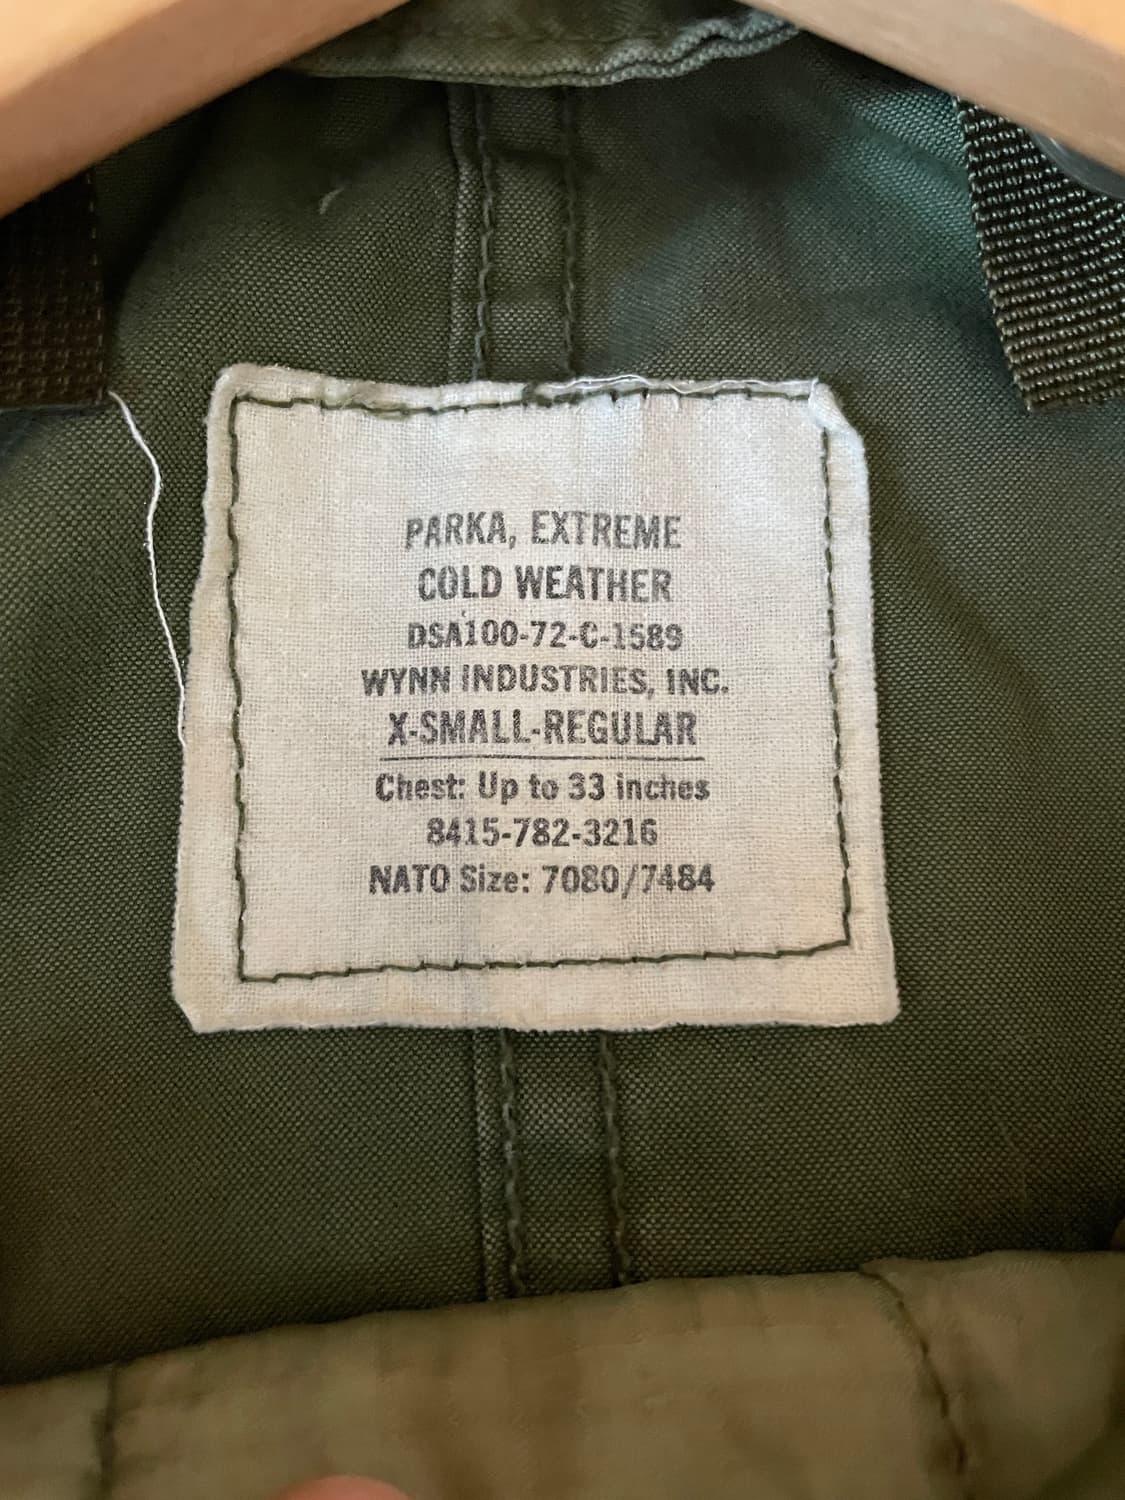 PARKA, EXTREME
COLD WEATHER
DSA100-72-C-1589
WYNN INDUSTRIES, INC.
X-SMALL-REGULAR
Chest: Up to 33 inches
8415-782-3216
NATO Size: 7080/7484